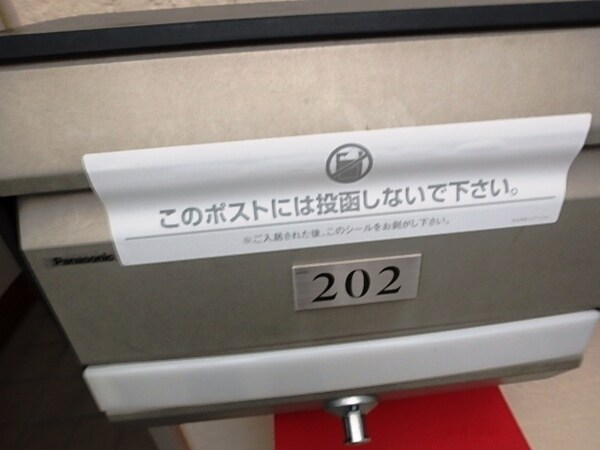 このポストには投函しないで下さい。
※ご入居された後、このシールをお剥がし下さい。
Panasonic
202